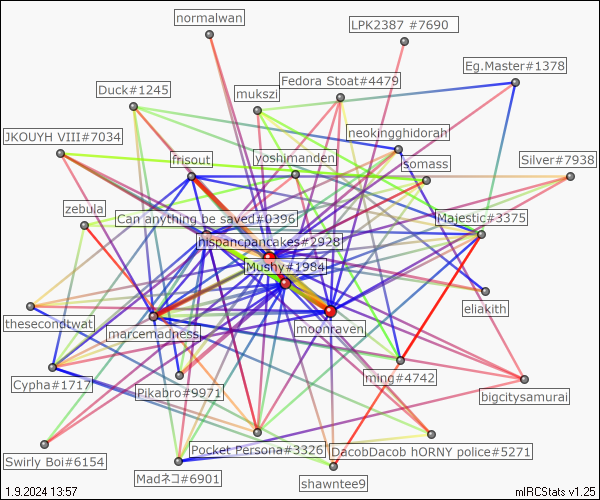 normalwan
LPK2387 #7690
Eg.Master#1378
Fedora Stoat#4479
Duck#1245
mukszi
neokingghidorah
JKOUYH VIII#7034
frisout
yoshimanden
somass
Silver#7938
zebula
Can anything be saved#0396
Majestic#3375
hispancpancakes#2928
Mushy#1984
eliakith
thesecondtwat
marcemadness
moonraven
Cypha#1717
Pikabro#9971
ming#4742
bigcitysamurai
Swirly Boi#6154
Pocket Persona#3326
DacobDacob hORNY police#5271
Madネコ#6901
shawntee9
1.9.2024 13:57
mIRCStats v1.25